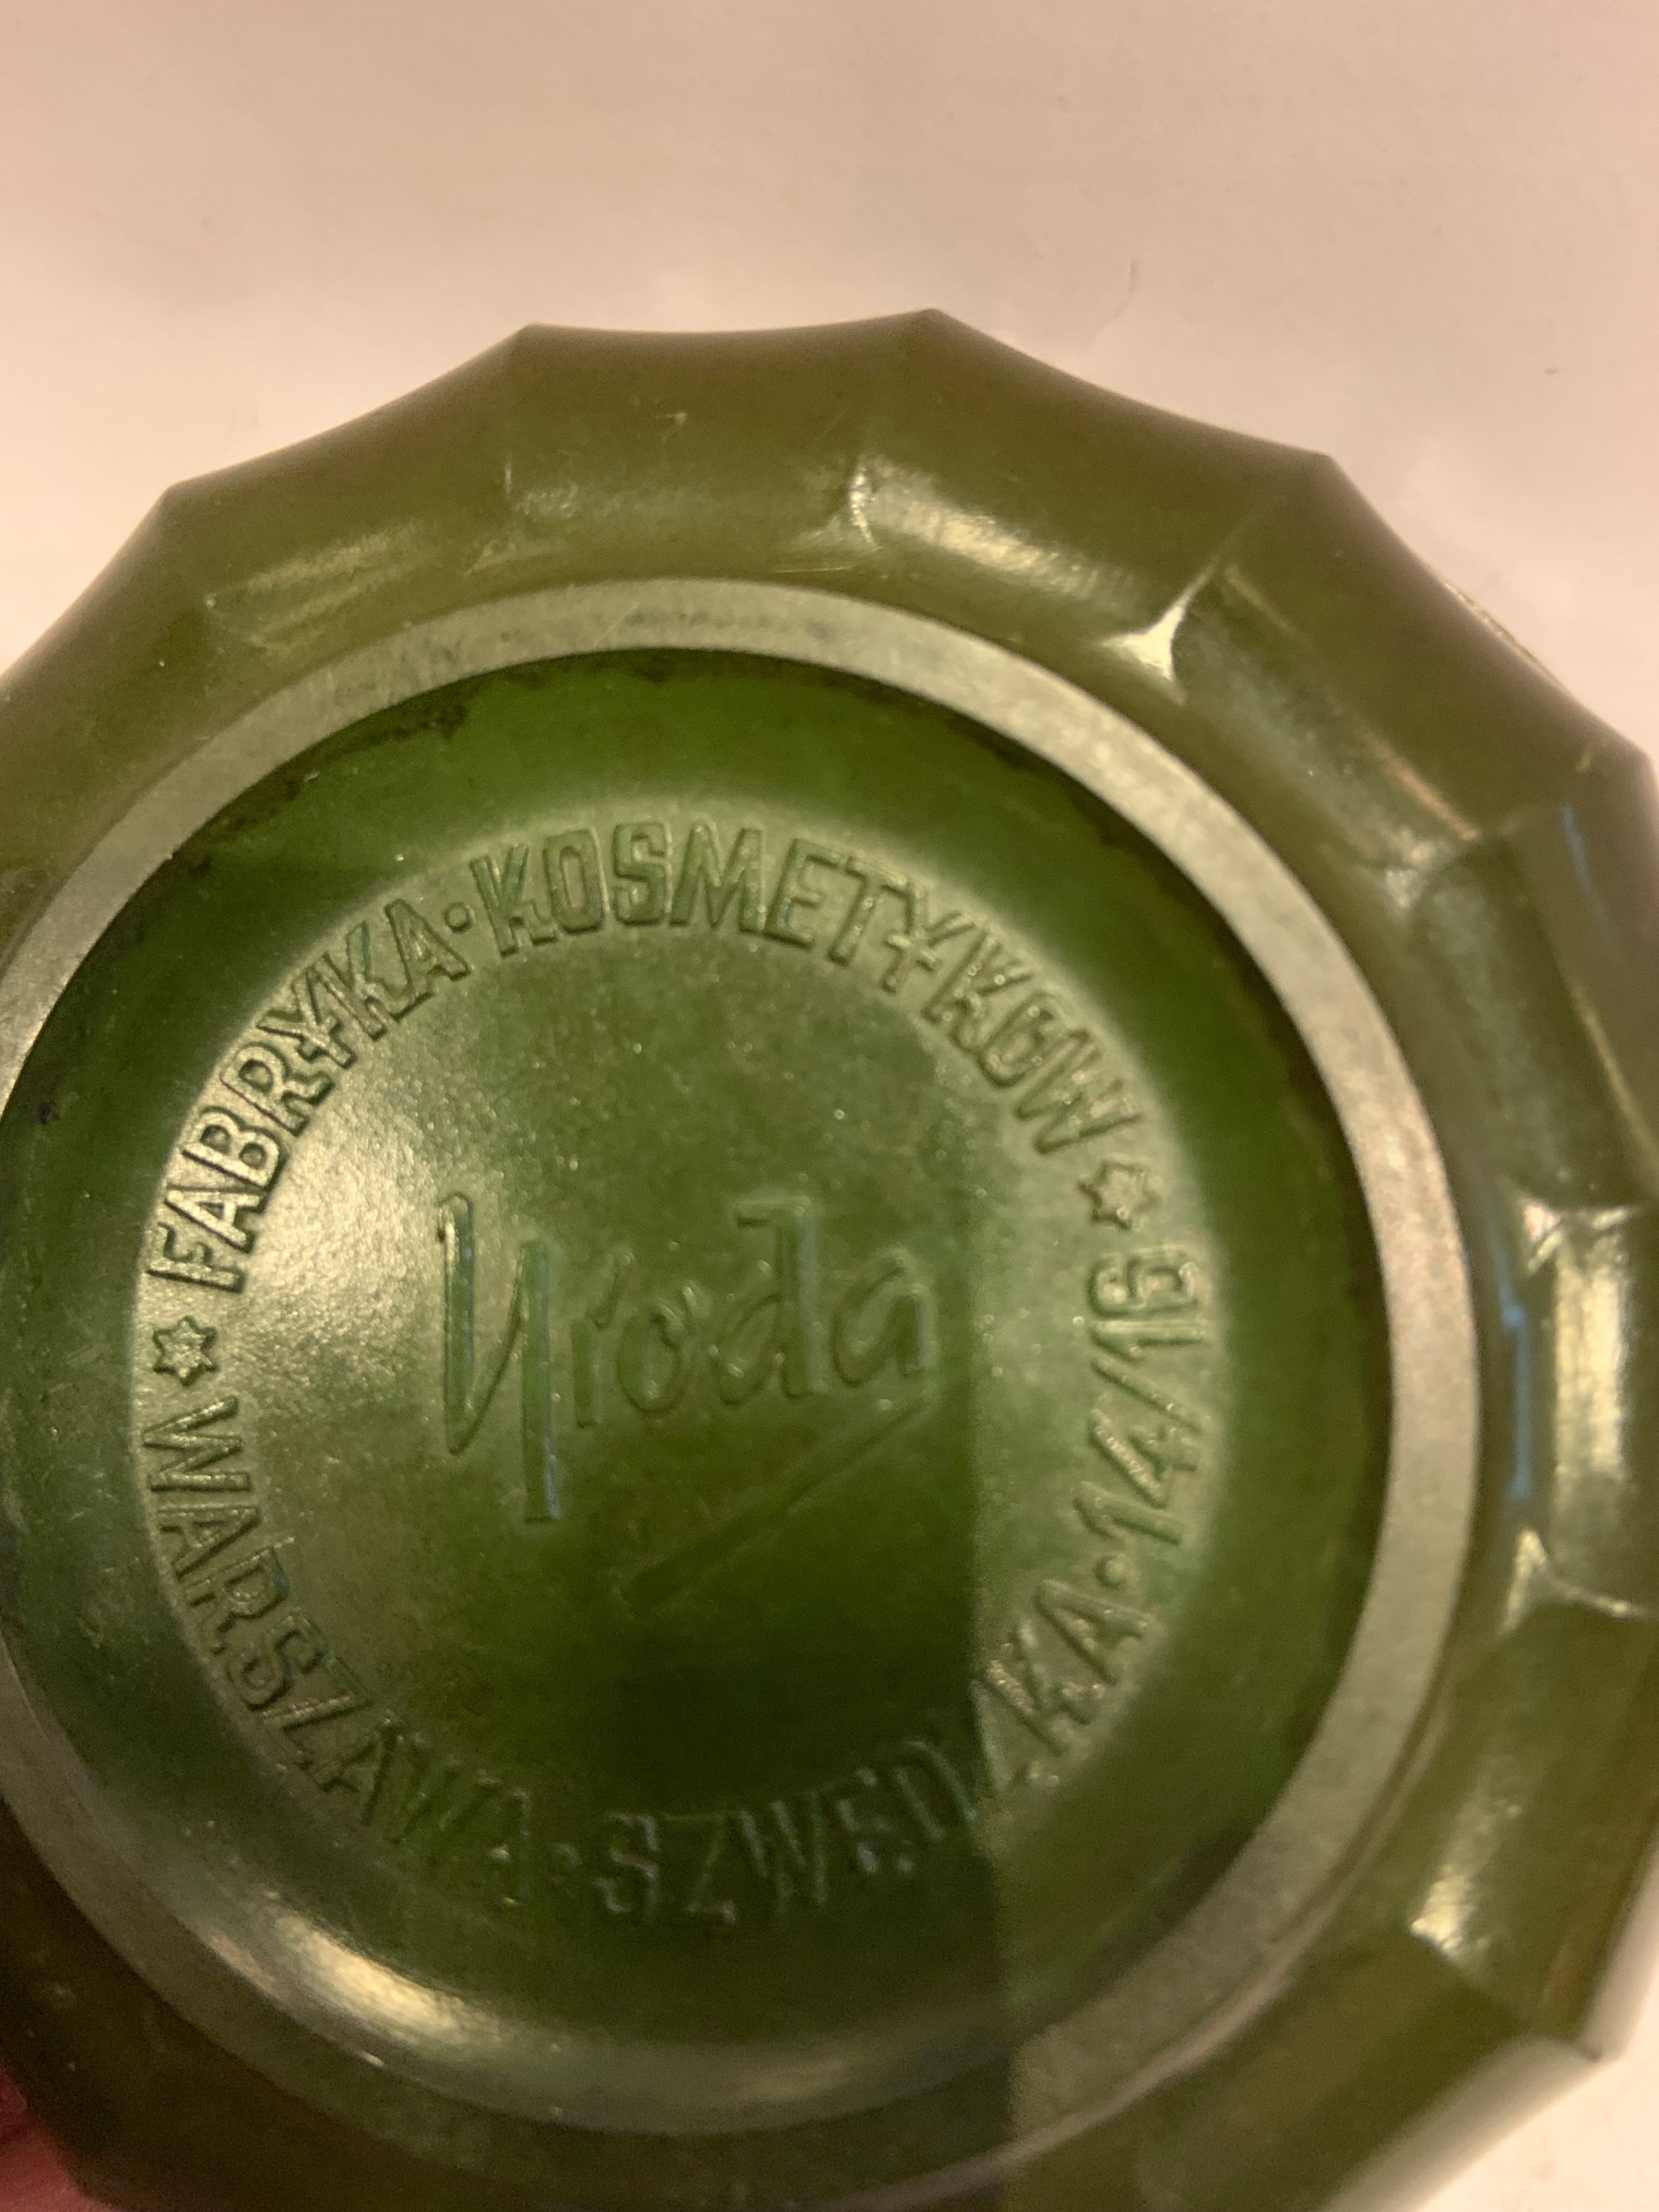 FABRYKA·KOSMETYKÓW
Uroda
WARSZAWA·SZWEDZKA·14/16